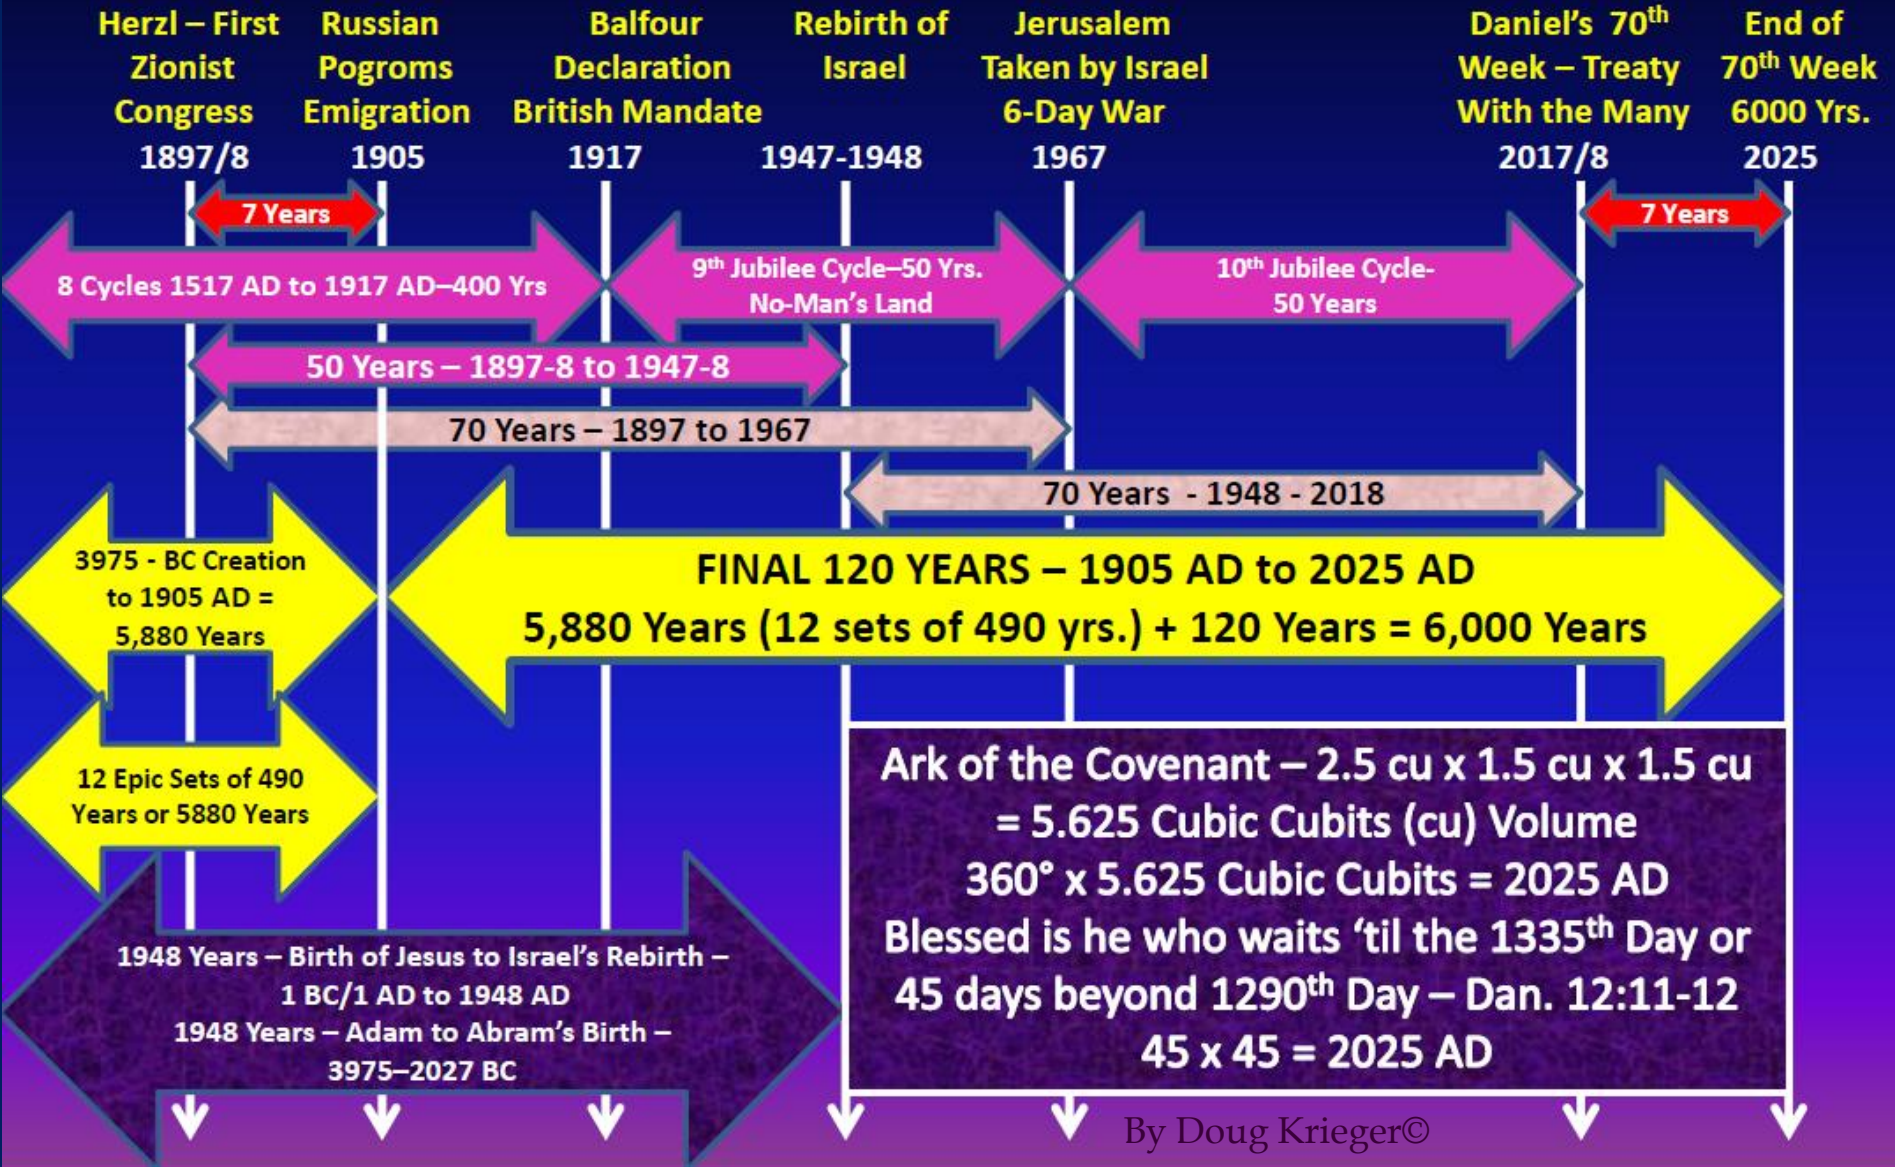 Herzl – First
Zionist
Congress
1897/8
Russian
Pogroms
Emigration
1905
Balfour
Declaration
British Mandate
1917
Rebirth of
Israel
1947-1948
Jerusalem
Taken by Israel
6-Day War
1967
Daniel's 70th
Week – Treaty
With the Many
2017/8
End of
70th Week
6000 Yrs.
2025
7 Years
7 Years
8 Cycles 1517 AD to 1917 AD–400 Yrs
9th Jubilee Cycle–50 Yrs.
No-Man's Land
10th Jubilee Cycle-
50 Years
50 Years – 1897-8 to 1947-8
70 Years – 1897 to 1967
70 Years - 1948 - 2018
3975 - BC Creation
to 1905 AD =
5,880 Years
FINAL 120 YEARS – 1905 AD to 2025 AD
5,880 Years (12 sets of 490 yrs.) + 120 Years = 6,000 Years
12 Epic Sets of 490
Years or 5880 Years
1948 Years – Birth of Jesus to Israel's Rebirth –
1 BC/1 AD to 1948 AD
1948 Years – Adam to Abram's Birth –
3975–2027 BC
Ark of the Covenant – 2.5 cu x 1.5 cu x 1.5 cu
= 5.625 Cubic Cubits (cu) Volume
360° x 5.625 Cubic Cubits = 2025 AD
Blessed is he who waits 'til the 1335th Day or
45 days beyond 1290th Day – Dan. 12:11-12
45 x 45 = 2025 AD
By Doug Krieger©